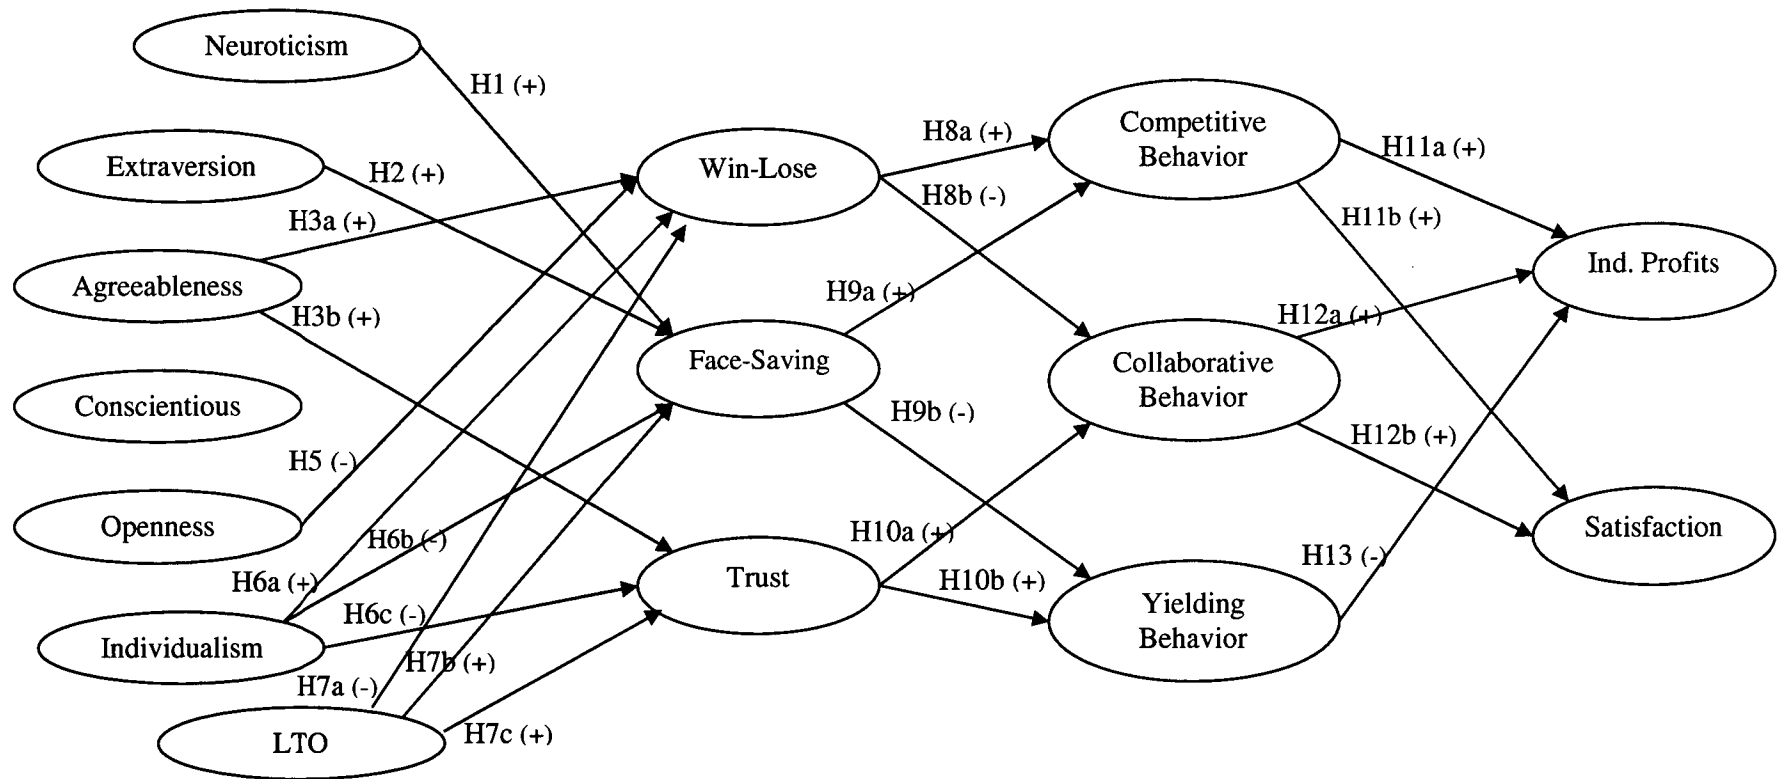 Neuroticism
H1 (+)
Extraversion
H2 (+)
H3a (+)
Agreeableness
H3b (+)
Conscientious
H5 (-)
Openness
H6b (-)
H6a (+)
H6c (-)
Individualism
H7b (+)
H7a (-)
LTO
H7c (+)
Win-Lose
Face-Saving
Trust
H8a (+)
H8b (-)
H9a (+)
H9b (-)
H10a (+)
H10b (+)
Competitive
Behavior
Collaborative
Behavior
Yielding
Behavior
H11a (+)
H11b (+)
H12a (+)
H12b (+)
H13 (-)
Ind. Profits
Satisfaction